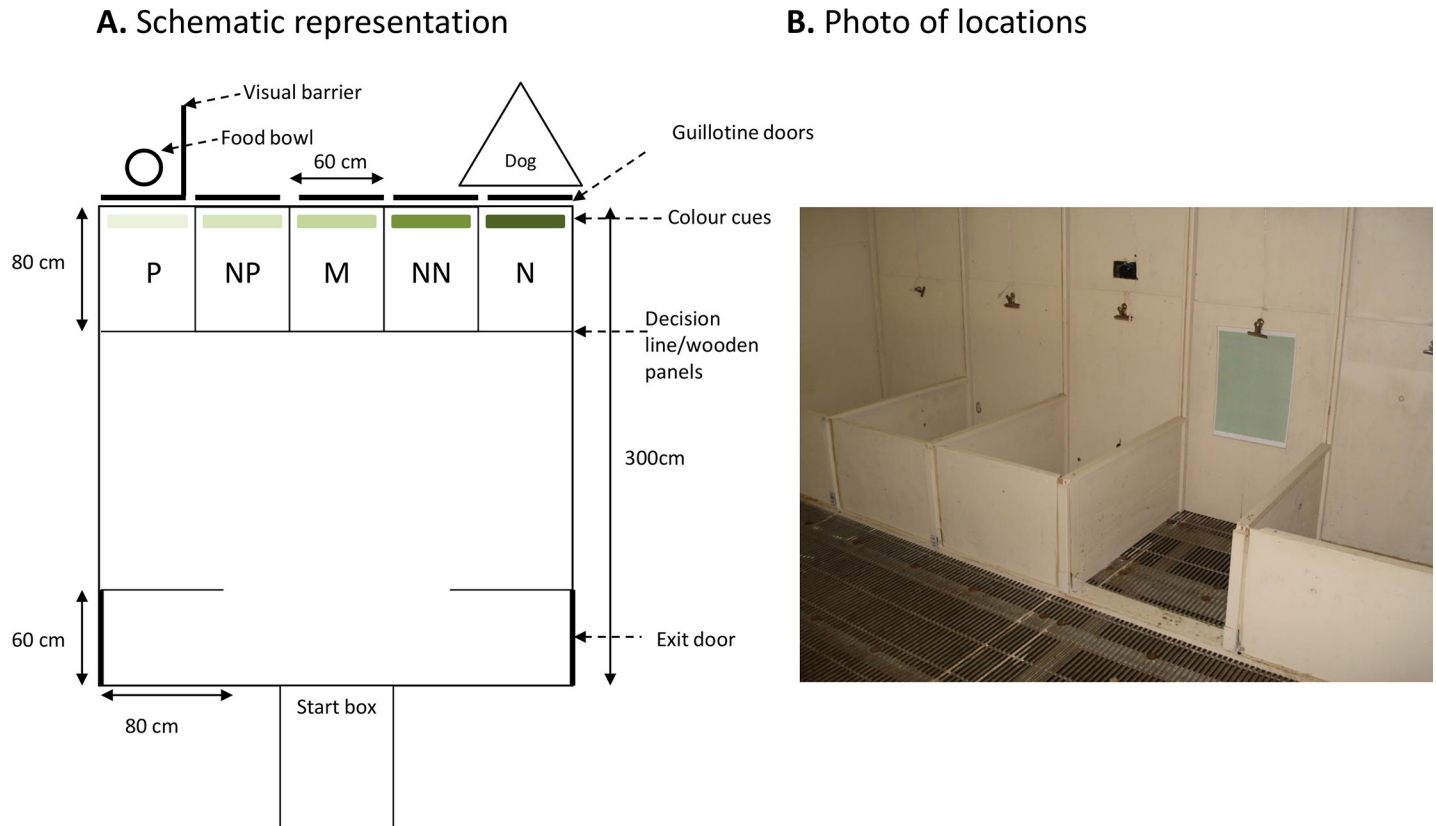 A. Schematic representation
B. Photo of locations
Visual barrier
Food bowl
60 cm
Dog
Guillotine doors
Colour cues
80 cm
P NP M NN N
Decision
line/wooden
panels
300cm
60 cm
Exit door
80 cm
Start box